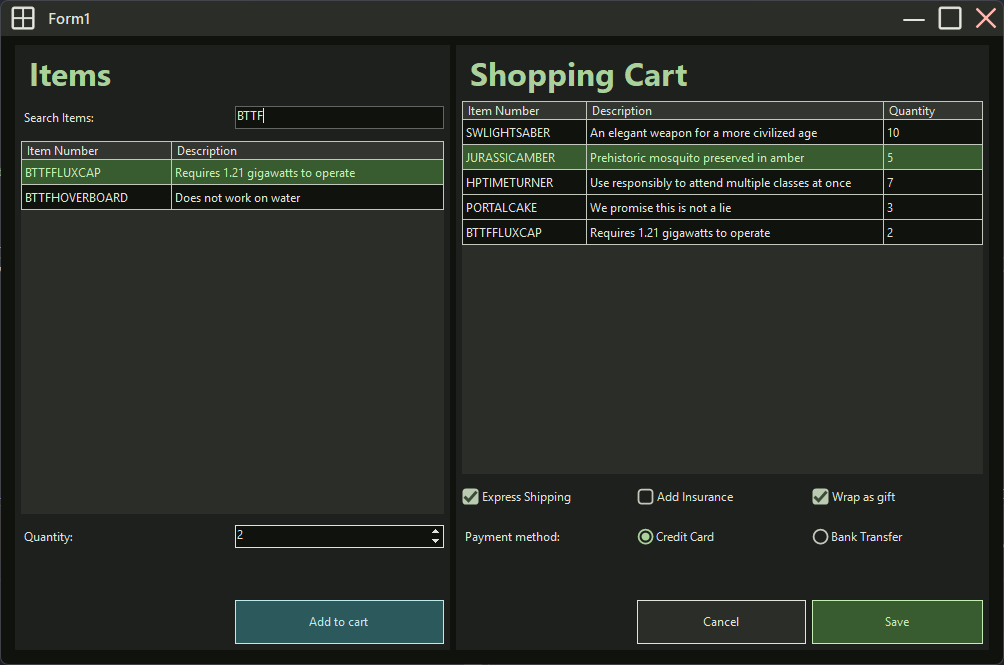 Form1
Items
Search Items: BTTF
Item Number Description
BTTFFLUXCAP Requires 1.21 gigawatts to operate
BTTFHOVERBOARD Does not work on water
Quantity: 2
Add to cart
Shopping Cart
Item Number Description Quantity
SWLIGHTSABER An elegant weapon for a more civilized age 10
JURASSICAMBER Prehistoric mosquito preserved in amber 5
HPTIMETURNER Use responsibly to attend multiple classes at once 7
PORTALCAKE We promise this is not a lie 3
BTTFFLUXCAP Requires 1.21 gigawatts to operate 2
Express Shipping Add Insurance Wrap as gift
Payment method: Credit Card Bank Transfer
Cancel Save